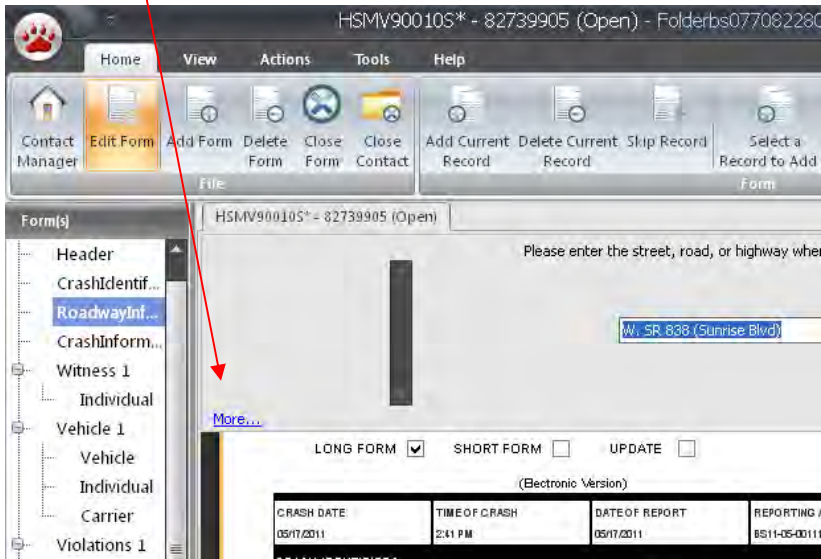 HSMV90010S* - 82739905 (Open) - Folderbs077082280
Home View Actions Tools Help
Contact Manager
Edit Form
Add Form
Delete Form
Close Form
Close Contact
Add Current Record
Delete Current Record
Skip Record
Select a Record to Add
File
Form
Form(s)
HSMV90010S* - 82739905 (Open)
Header
CrashIdentif...
RoadwayInf...
CrashInform...
Witness 1
Individual
Vehicle 1
Vehicle
Individual
Carrier
Violations 1
Please enter the street, road, or highway wher
W. SR 838 (Sunrise Blvd)
More...
LONG FORM SHORT FORM UPDATE
(Electronic Version)
CRASH DATE TIME OF CRASH DATE OF REPORT REPORTING
05/17/2011 2:41 PM 05/17/2011 BS11-05-00111